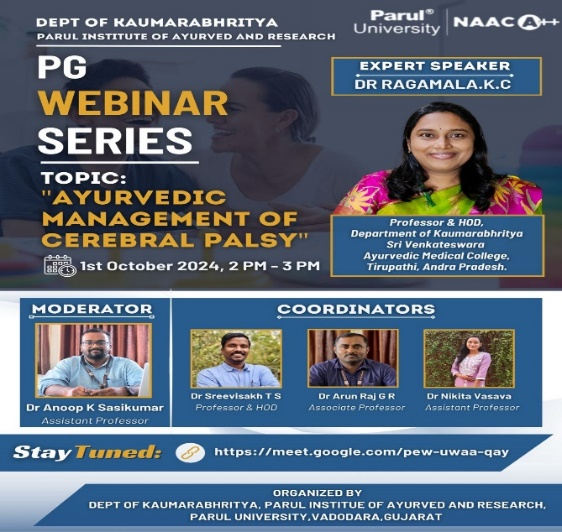 DEPT OF KAUMARABHRITYA
PARUL INSTITUTE OF AYURVED AND RESEARCH
Parul®
University
NAAC A++
PG
WEBINAR
SERIES
TOPIC:
"AYURVEDIC
MANAGEMENT OF
CEREBRAL PALSY"
1st October 2024, 2 PM - 3 PM
EXPERT SPEAKER
DR RAGAMALA.K.C
Professor & HOD,
Department of Kaumarbhritya
Sri Venkateswara
Ayurvedic Medical College,
Tirupathi, Andra Pradesh.
MODERATOR
Dr Anoop K Sasikumar
Assistant Professor
COORDINATORS
Dr Sreevisakh T S
Professor & HOD
Dr Arun Raj G R
Associate Professor
Dr Nikita Vasava
Assistant Professor
Stay Tuned:
https://meet.google.com/pew-uwaa-qay
ORGANIZED BY
DEPT OF KAUMARABHRITYA, PARUL INSTITUE OF AYURVED AND RESEARCH,
PARUL UNIVERSITY,VADODARA,GUJARAT